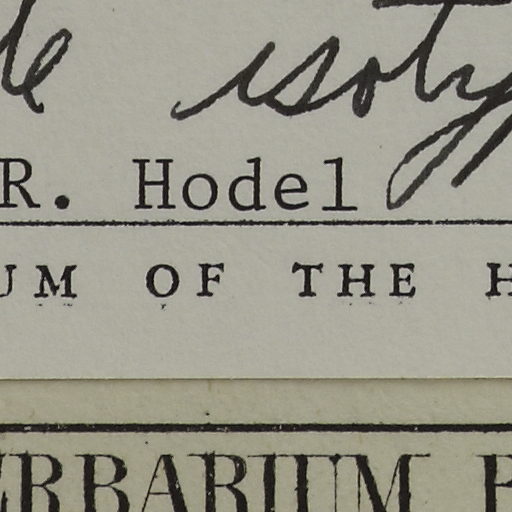 R. Hodel
UM OF THE H
ERBARIUM